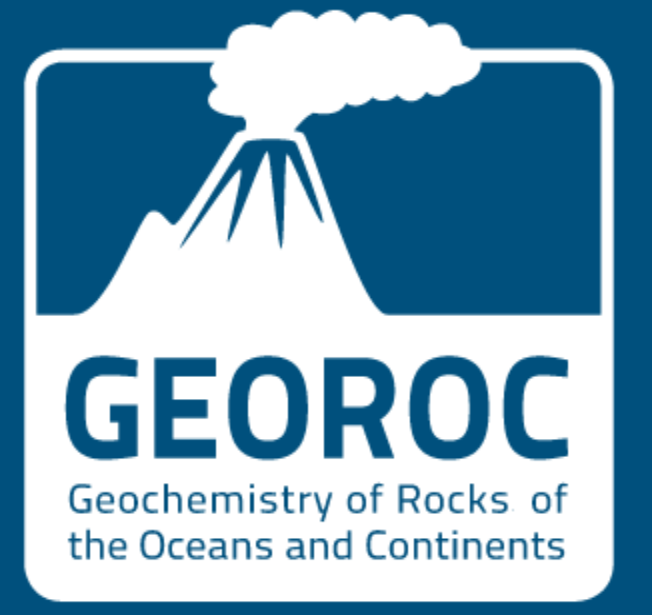 GEOROC
Geochemistry of Rocks of
the Oceans and Continents